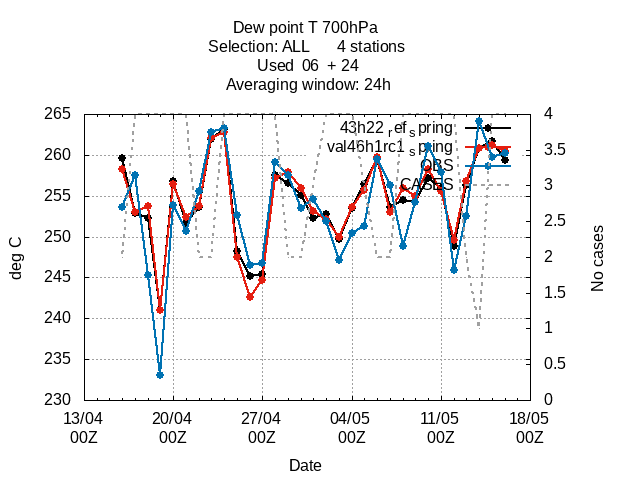 Dew point T 700hPa
Selection: ALL 4 stations
Used 06 + 24
Averaging window: 24h
43h22_ref_spring
val46h1rc1_spring
OBS
CASES
265
260
255
250
245
240
235
230
deg C
4
3.5
3
2.5
2
1.5
1
0.5
0
No cases
13/04 20/04 27/04 04/05 11/05 18/05
00Z 00Z 00Z 00Z 00Z 00Z
Date